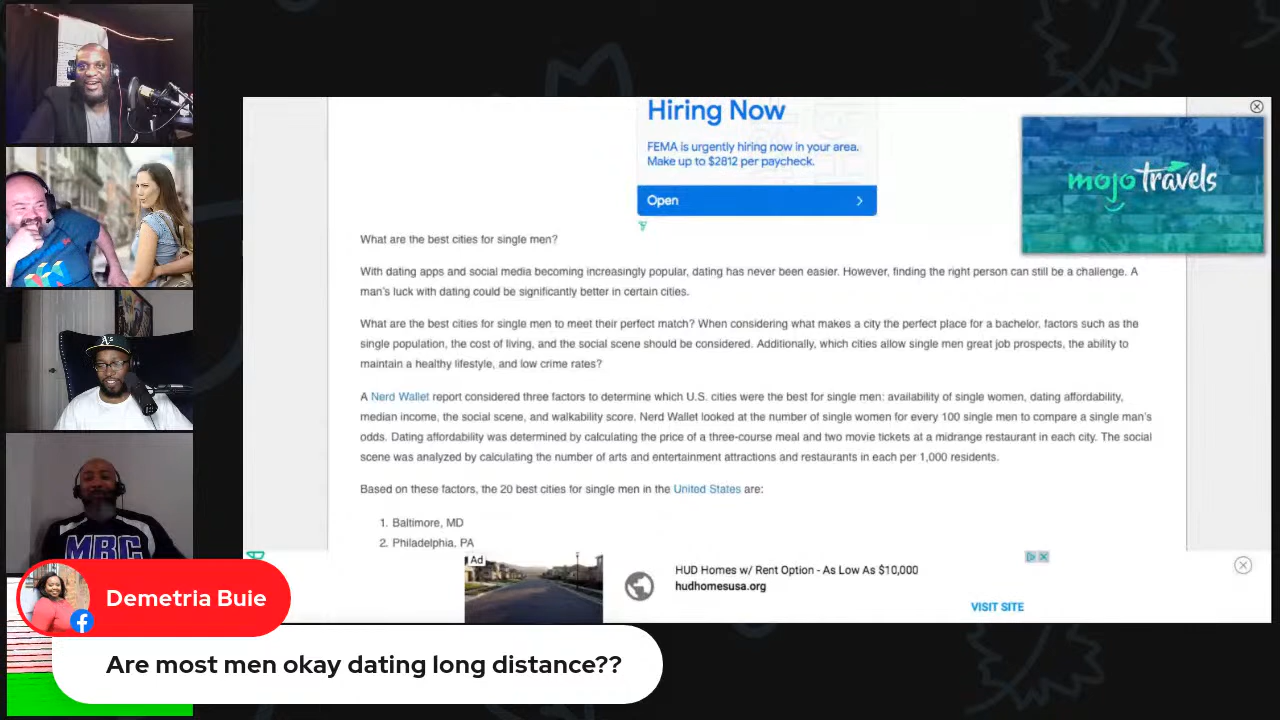 Hiring Now
FEMA is urgently hiring now in your area.
Make up to $2812 per paycheck.
Open
mojo travels
What are the best cities for single men?
With dating apps and social media becoming increasingly popular, dating has never been easier. However, finding the right person can still be a challenge. A
man's luck with dating could be significantly better in certain cities.
What are the best cities for single men to meet their perfect match? When considering what makes a city the perfect place for a bachelor, factors such as the
single population, the cost of living, and the social scene should be considered. Additionally, which cities allow single men great job prospects, the ability to
maintain a healthy lifestyle, and low crime rates?
A Nerd Wallet report considered three factors to determine which U.S. cities were the best for single men: availability of single women, dating affordability,
median income, the social scene, and walkability score. Nerd Wallet looked at the number of single women for every 100 single men to compare a single man's
odds. Dating affordability was determined by calculating the price of a three-course meal and two movie tickets at a midrange restaurant in each city. The social
scene was analyzed by calculating the number of arts and entertainment attractions and restaurants in each per 1,000 residents.
Based on these factors, the 20 best cities for single men in the United States are:
1. Baltimore, MD
2. Philadelphia, PA
A's
MBC
Ad
HUD Homes w/ Rent Option - As Low As $10,000
hudhomesusa.org
VISIT SITE
Demetria Buie
Are most men okay dating long distance??